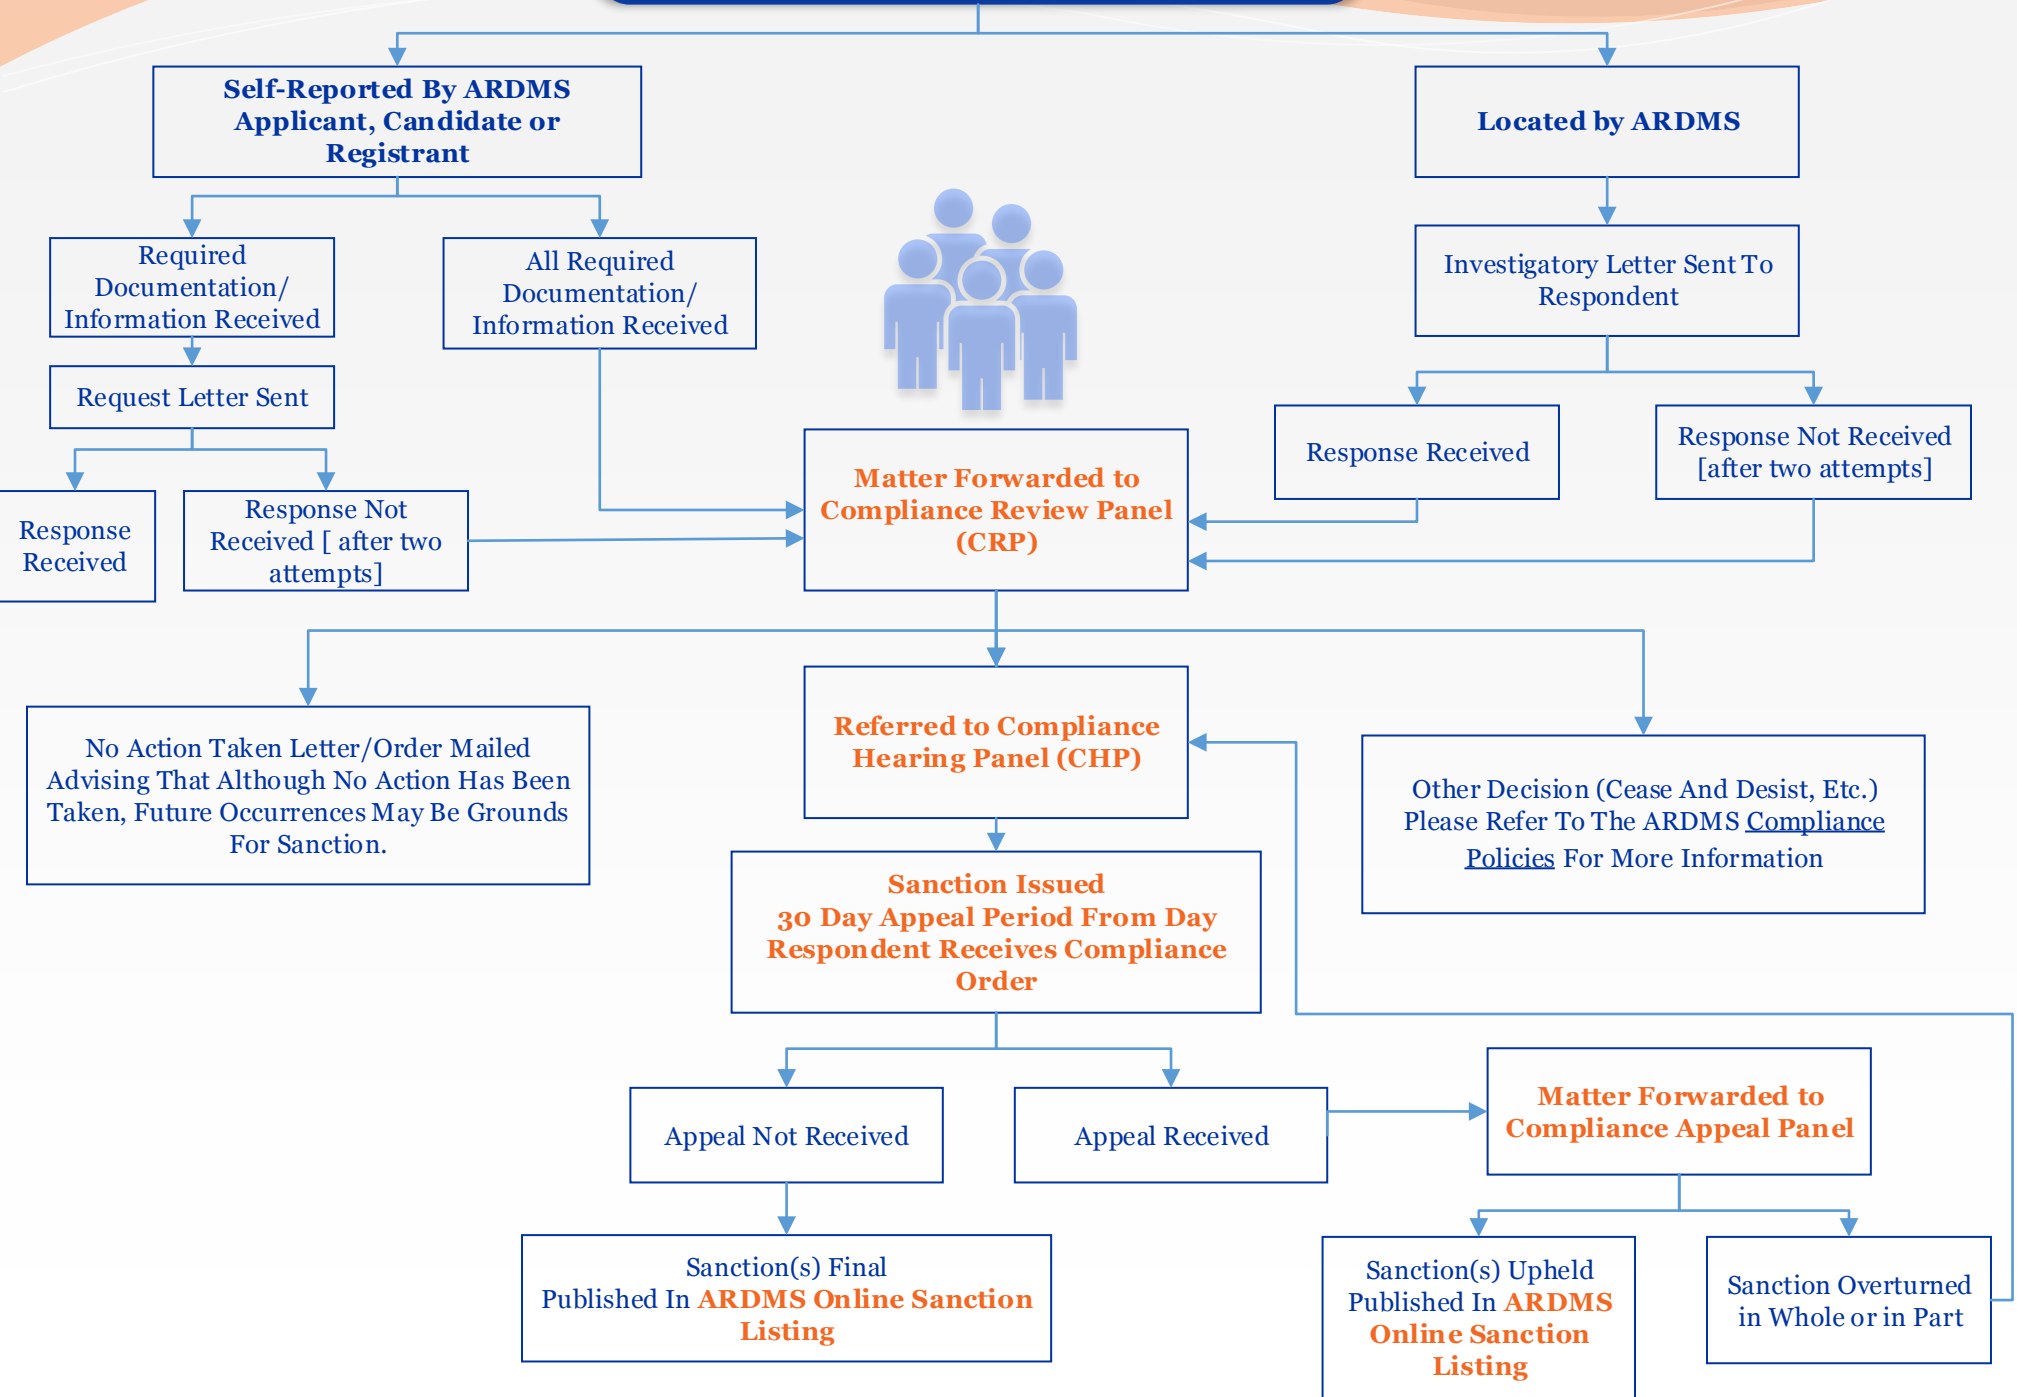 Self-Reported By ARDMS
Applicant, Candidate or
Registrant
Located by ARDMS
Required
Documentation/
Information Received
All Required
Documentation/
Information Received
Investigatory Letter Sent To
Respondent
Request Letter Sent
Response Received
Response Not Received
[after two attempts]
Matter Forwarded to
Compliance Review Panel
(CRP)
Response
Received
Response Not
Received [ after two
attempts]
No Action Taken Letter/Order Mailed
Advising That Although No Action Has Been
Taken, Future Occurrences May Be Grounds
For Sanction.
Referred to Compliance
Hearing Panel (CHP)
Other Decision (Cease And Desist, Etc.)
Please Refer To The ARDMS Compliance
Policies For More Information
Sanction Issued
30 Day Appeal Period From Day
Respondent Receives Compliance
Order
Appeal Not Received
Appeal Received
Matter Forwarded to
Compliance Appeal Panel
Sanction(s) Final
Published In ARDMS Online Sanction
Listing
Sanction(s) Upheld
Published In ARDMS
Online Sanction
Listing
Sanction Overturned
in Whole or in Part